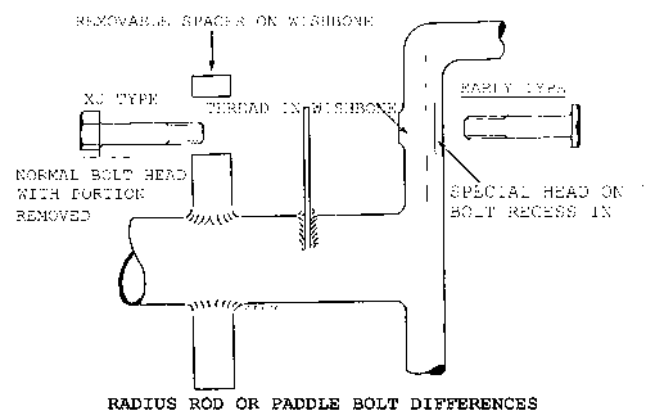 REMOVABLE SPACER ON WISHBONE
XJ TYPE
THREAD IN WISHBONE
EARLY TYPE
NORMAL BOLT HEAD
WITH PORTION
REMOVED
SPECIAL HEAD ON
BOLT RECESS IN
RADIUS ROD OR PADDLE BOLT DIFFERENCES